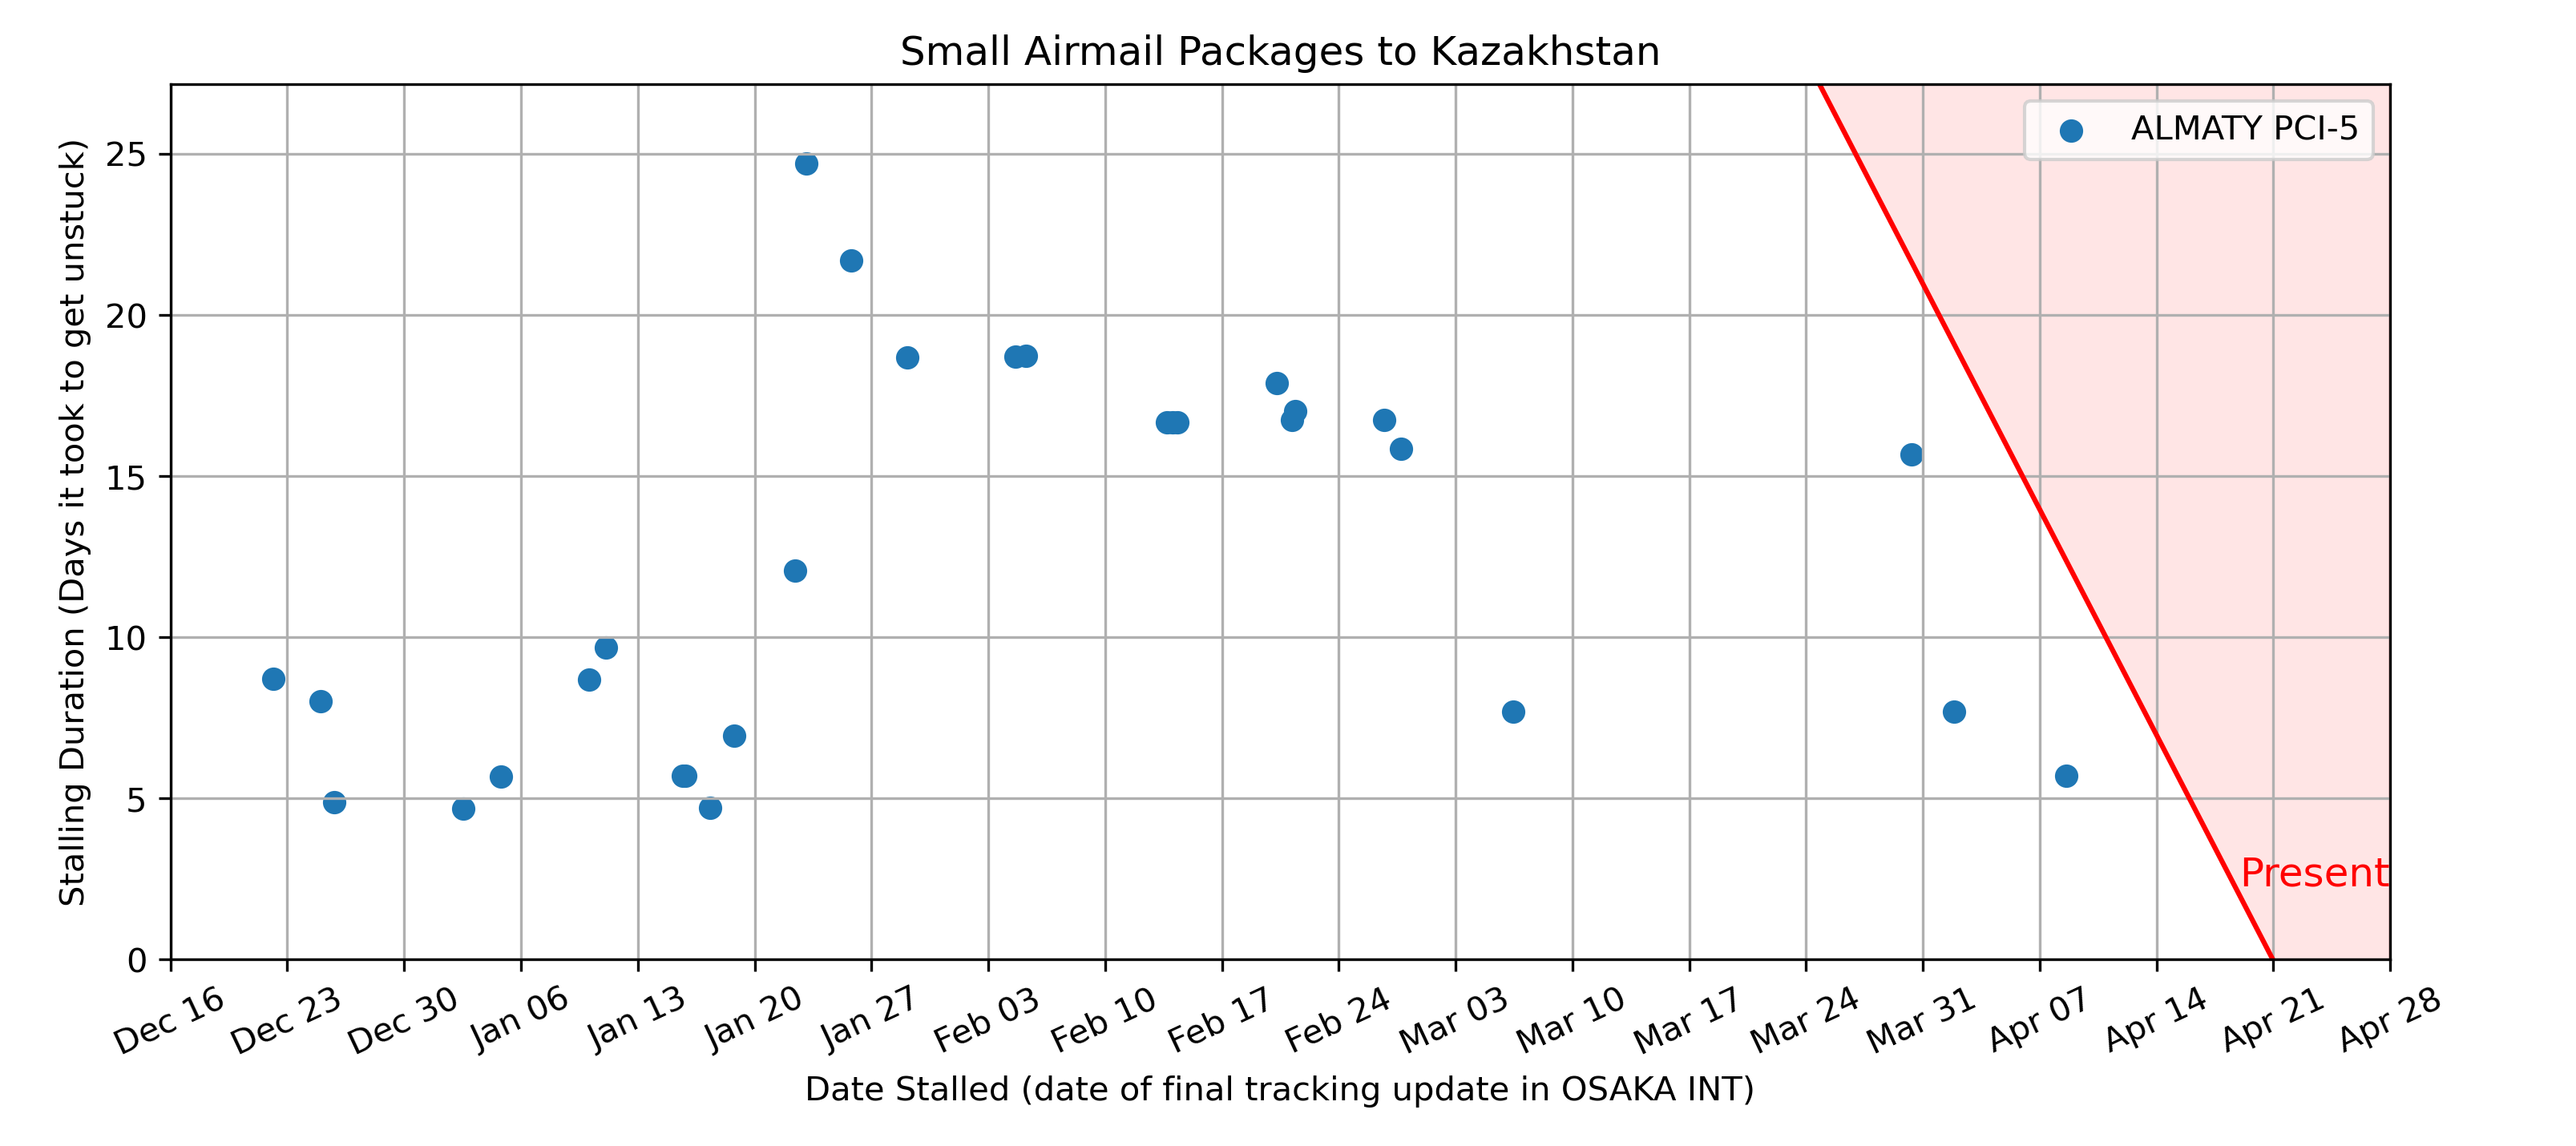 Small Airmail Packages to Kazakhstan
ALMATY PCI-5
Stalling Duration (Days it took to get unstuck)
25
20
15
10
5
0
Present
Dec 16
Dec 23
Dec 30
Jan 06
Jan 13
Jan 20
Jan 27
Feb 03
Feb 10
Feb 17
Feb 24
Mar 03
Mar 10
Mar 17
Mar 24
Mar 31
Apr 07
Apr 14
Apr 21
Apr 28
Date Stalled (date of final tracking update in OSAKA INT)